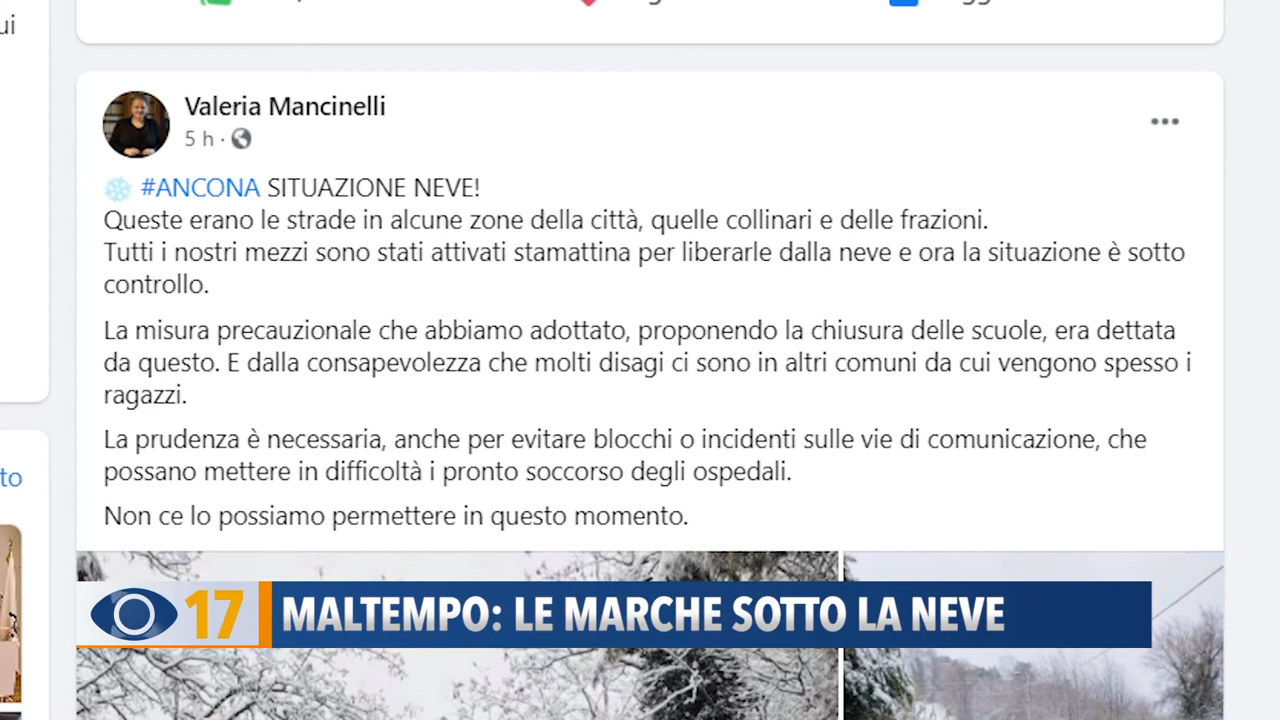 ui
Valeria Mancinelli
5 h ·
#ANCONA SITUAZIONE NEVE!
Queste erano le strade in alcune zone della città, quelle collinari e delle frazioni.
Tutti i nostri mezzi sono stati attivati stamattina per liberarle dalla neve e ora la situazione è sotto
controllo.
La misura precauzionale che abbiamo adottato, proponendo la chiusura delle scuole, era dettata
da questo. E dalla consapevolezza che molti disagi ci sono in altri comuni da cui vengono spesso i
ragazzi.
La prudenza è necessaria, anche per evitare blocchi o incidenti sulle vie di comunicazione, che
possano mettere in difficoltà i pronto soccorso degli ospedali.
to
Non ce lo possiamo permettere in questo momento.
17 MALTEMPO: LE MARCHE SOTTO LA NEVE